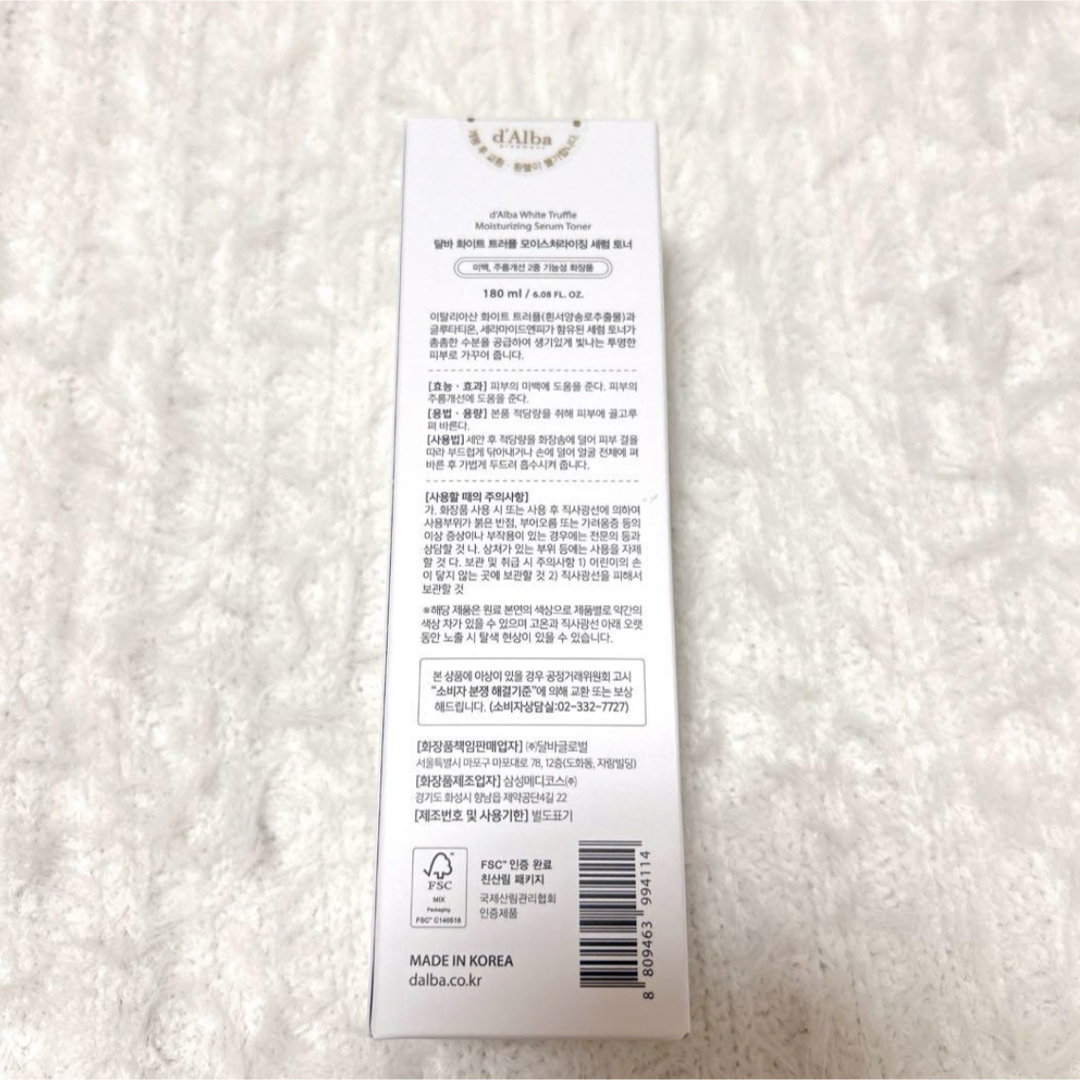 d'Alba
개봉 후 교환 · 환불이 불가합니다.
d'Alba White Truffle
Moisturizing Serum Toner
달바 화이트 트러플 모이스처라이징 세럼 토너
미백, 주름개선 2중 기능성 화장품
180 ml / 6.08 FL. OZ.
이탈리아산 화이트 트러플(흰서양송로추출물)과
글루타티온, 세라마이드엔피가 함유된 세럼 토너가
촘촘한 수분을 공급하여 생기있게 빛나는 투명한
피부로 가꾸어 줍니다.
[효능 · 효과] 피부의 미백에 도움을 준다. 피부의
주름개선에 도움을 준다.
[용법 · 용량] 본품 적당량을 취해 피부에 골고루
펴 바른다.
[사용법] 세안 후 적당량을 화장솜에 덜어 피부 결을
따라 부드럽게 닦아내거나 손에 덜어 얼굴 전체에 펴
바른 후 가볍게 두드려 흡수시켜 줍니다.
[사용할 때의 주의사항]
가. 화장품 사용 시 또는 사용 후 직사광선에 의하여
사용부위가 붉은 반점, 부어오름 또는 가려움증 등의
이상 증상이나 부작용이 있는 경우에는 전문의 등과
상담할 것 나. 상처가 있는 부위 등에는 사용을 자제
할 것 다. 보관 및 취급 시 주의사항 1) 어린이의 손
이 닿지 않는 곳에 보관할 것 2) 직사광선을 피해서
보관할 것
※해당 제품은 원료 본연의 색상으로 제품별로 약간의
색상 차가 있을 수 있으며 고온과 직사광선 아래 오랫
동안 노출 시 탈색 현상이 있을 수 있습니다.
본 상품에 이상이 있을 경우 공정거래위원회 고시
"소비자 분쟁 해결기준"에 의해 교환 또는 보상
해드립니다. (소비자상담실:02-332-7727)
[화장품책임판매업자] ㈜달바글로벌
서울특별시 마포구 마포대로 78, 12층(도화동, 자람빌딩)
[화장품제조업자] 삼성메디코스㈜
경기도 화성시 향남읍 제약공단4길 22
[제조번호 및 사용기한] 별도표기
FSC
MIX
Packaging
FSC™ C140516
FSC™ 인증 완료
친산림 패키지
국제산림관리협회
인증제품
8 809463 994114
MADE IN KOREA
dalba.co.kr